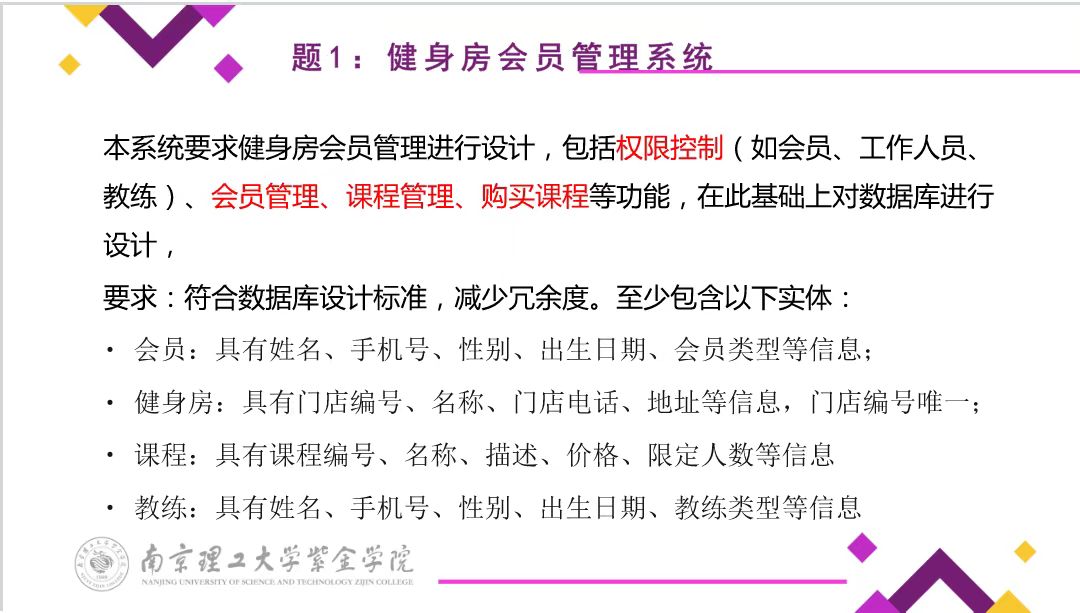 题1：健身房会员管理系统
本系统要求健身房会员管理进行设计，包括权限控制（如会员、工作人员、
教练）、会员管理、课程管理、购买课程等功能，在此基础上对数据库进行
设计，
要求：符合数据库设计标准，减少冗余度。至少包含以下实体：
• 会员：具有姓名、手机号、性别、出生日期、会员类型等信息；
• 健身房：具有门店编号、名称、门店电话、地址等信息，门店编号唯一；
• 课程：具有课程编号、名称、描述、价格、限定人数等信息
• 教练：具有姓名、手机号、性别、出生日期、教练类型等信息
南京理工大学紫金学院
NANJING UNIVERSITY OF SCIENCE AND TECHNOLOGY ZIJIN COLLEGE